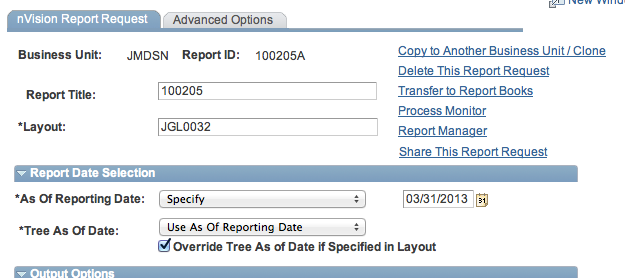 New Wind
nVision Report Request Advanced Options
Business Unit: JMDSN Report ID: 100205A
Copy to Another Business Unit / Clone
Delete This Report Request
Report Title: 100205
Transfer to Report Books
Process Monitor
*Layout: JGL0032
Report Manager
Share This Report Request
Report Date Selection
*As Of Reporting Date: Specify 03/31/2013 31
*Tree As Of Date: Use As Of Reporting Date
Override Tree As of Date if Specified in Layout
Output Options